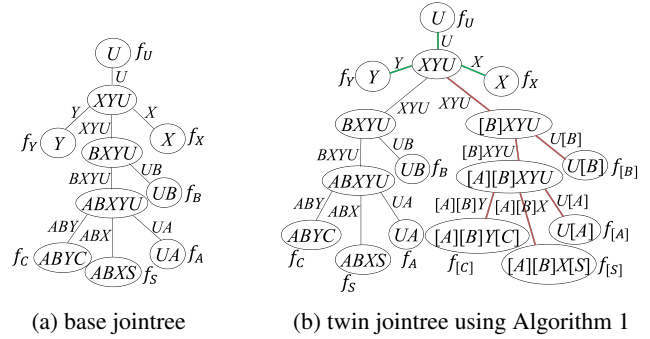 U f_U
U
XYU
Y X
f_Y Y XYU X f_X
BXYU
BXYU UB
UB f_B
ABXYU
ABY ABX UA
f_C ABYC UA f_A
ABXS
f_S
(a) base jointree
U f_U
U
f_Y Y Y XYU X X f_X
XYU XYU
BXYU [B]XYU
BXYU UB [B]XYU U[B]
UB f_B U[B] f_[B]
ABXYU [A][B]XYU
ABY ABX UA [A][B]Y [A][B]X U[A]
ABYC UA f_A [A][B]Y[C] U[A] f_[A]
f_C ABXS f_[C] [A][B]X[S] f_[S]
f_S
(b) twin jointree using Algorithm 1